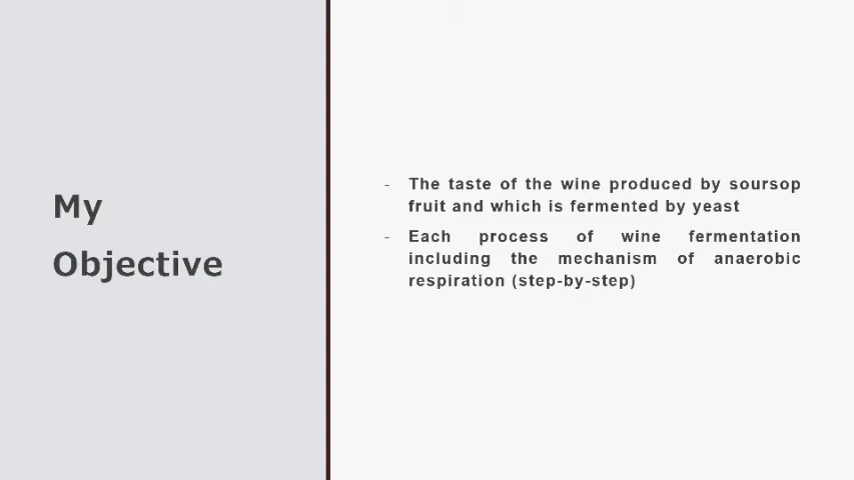 My
Objective
- The taste of the wine produced by soursop
fruit and which is fermented by yeast
- Each process of wine fermentation
including the mechanism of anaerobic
respiration (step-by-step)